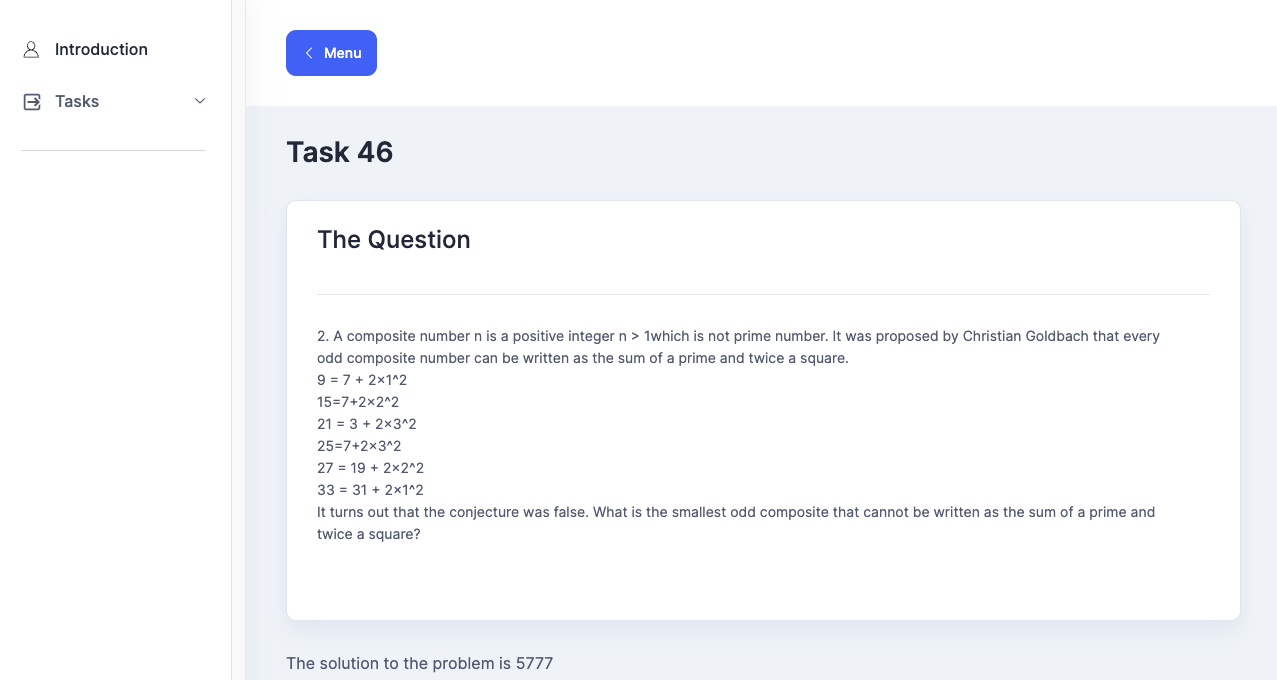 Introduction
Tasks
Menu
Task 46
The Question
2. A composite number n is a positive integer n > 1which is not prime number. It was proposed by Christian Goldbach that every
odd composite number can be written as the sum of a prime and twice a square.
9 = 7 + 2×1^2
15=7+2×2^2
21 = 3 + 2×3^2
25=7+2×3^2
27 = 19 + 2×2^2
33 = 31 + 2×1^2
It turns out that the conjecture was false. What is the smallest odd composite that cannot be written as the sum of a prime and
twice a square?
The solution to the problem is 5777